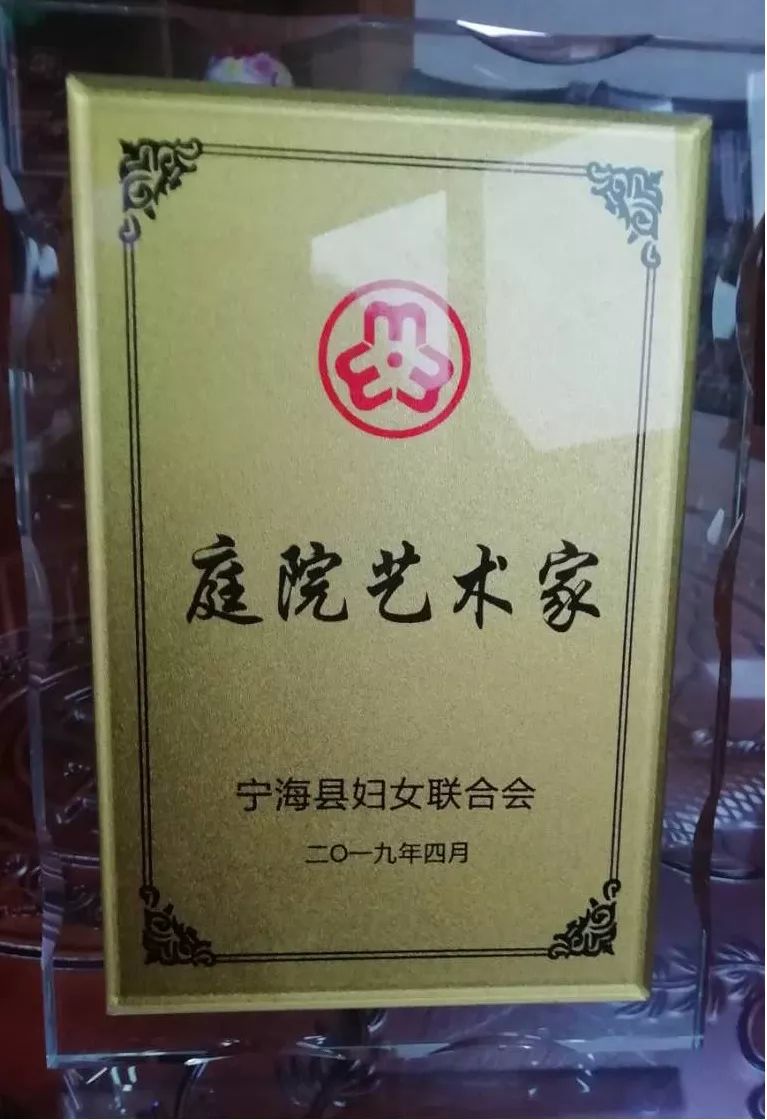 庭院艺术家
宁海县妇女联合会
二〇一九年四月